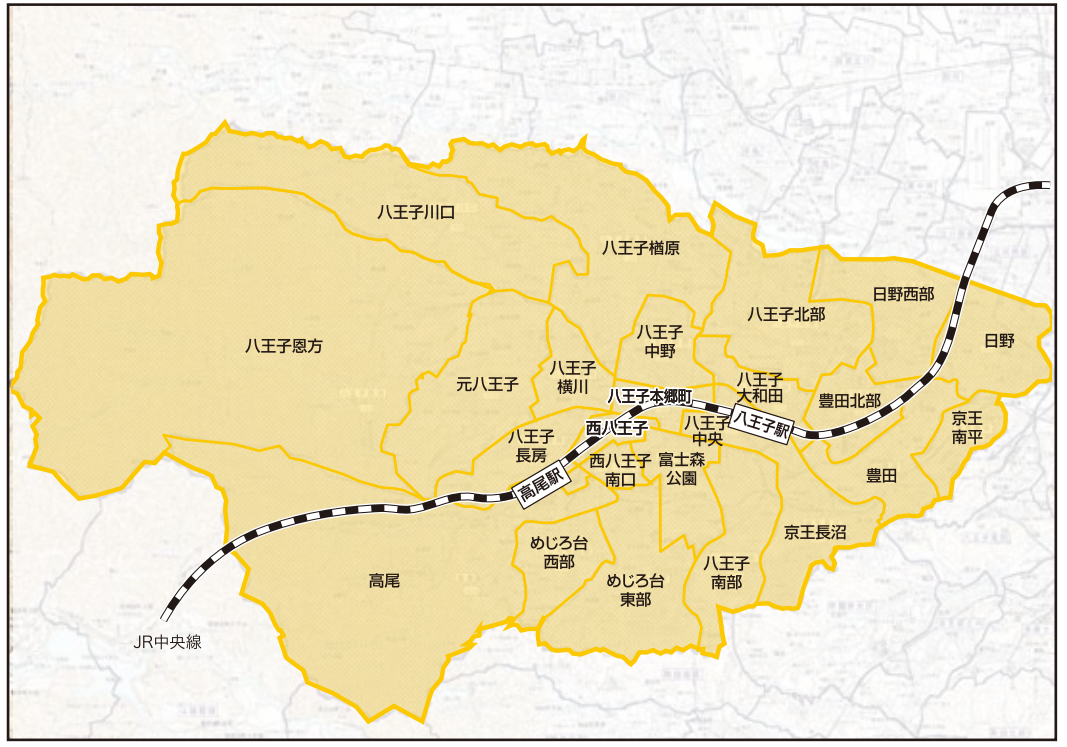 八王子川口
八王子楢原
日野西部
八王子北部
八王子
中野
日野
八王子恩方
元八王子
八王子
横川
八王子
大和田
八王子本郷町
豊田北部
八王子駅
京王
南平
西八王子
八王子
中央
八王子
長房
西八王子
南口
富士森
公園
豊田
高尾駅
京王長沼
めじろ台
西部
八王子
南部
高尾
めじろ台
東部
JR中央線